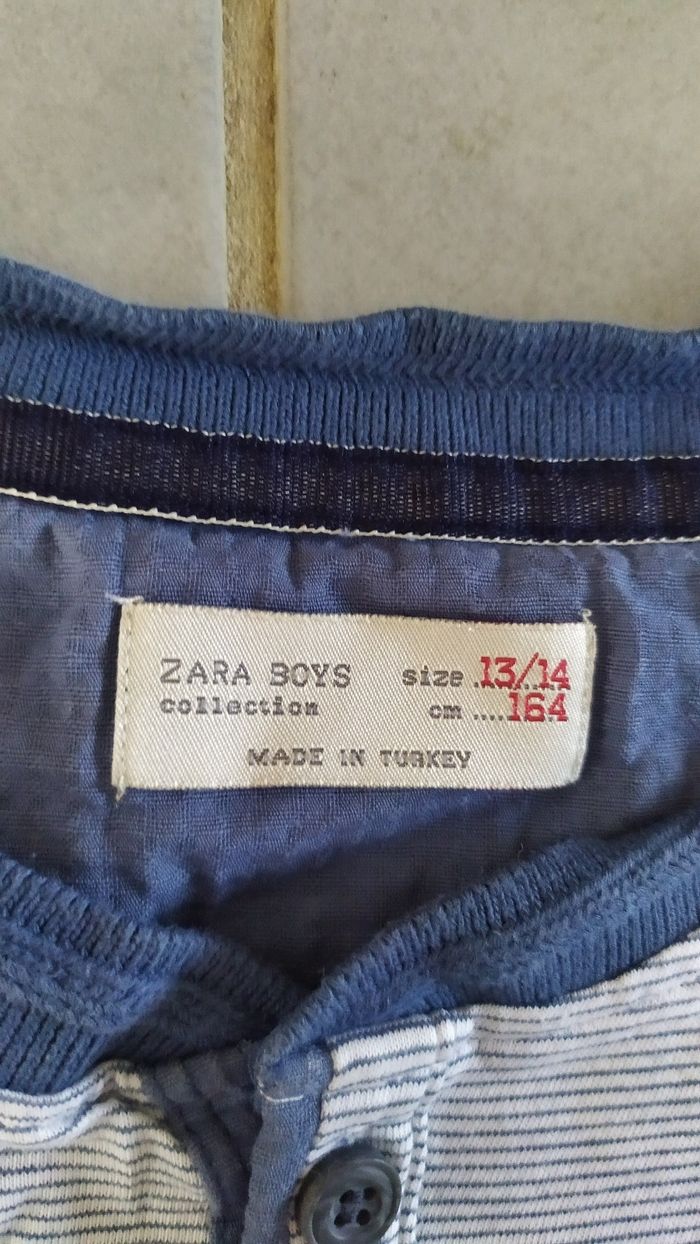 ZARA BOYS size ..13/14
collection cm ....164
MADE IN TURKEY